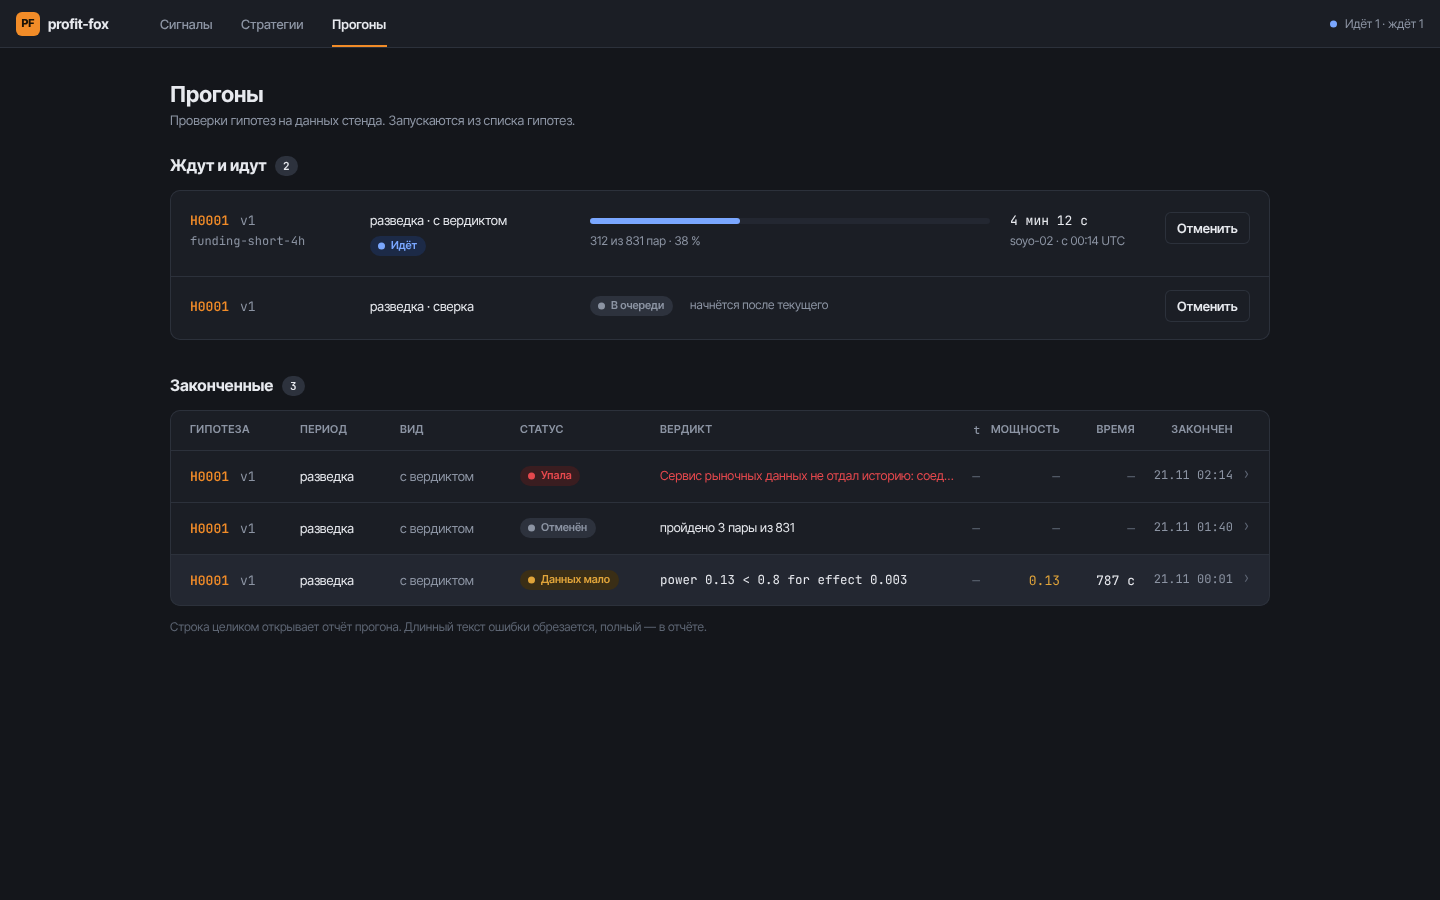 PF profit-fox Сигналы Стратегии Прогоны Идёт 1 · ждёт 1
Прогоны
Проверки гипотез на данных стенда. Запускаются из списка гипотез.
Ждут и идут 2
H0001 v1 разведка · с вердиктом 4 мин 12 с Отменить
funding-short-4h Идёт 312 из 831 пар · 38 % soyo-02 · с 00:14 UTC
H0001 v1 разведка · сверка В очереди начнётся после текущего Отменить
Законченные 3
ГИПОТЕЗА ПЕРИОД ВИД СТАТУС ВЕРДИКТ t МОЩНОСТЬ ВРЕМЯ ЗАКОНЧЕН
H0001 v1 разведка с вердиктом Упала Сервис рыночных данных не отдал историю: соед… — — — 21.11 02:14 ›
H0001 v1 разведка с вердиктом Отменён пройдено 3 пары из 831 — — — 21.11 01:40 ›
H0001 v1 разведка с вердиктом Данных мало power 0.13 < 0.8 for effect 0.003 — 0.13 787 с 21.11 00:01 ›
Строка целиком открывает отчёт прогона. Длинный текст ошибки обрезается, полный — в отчёте.